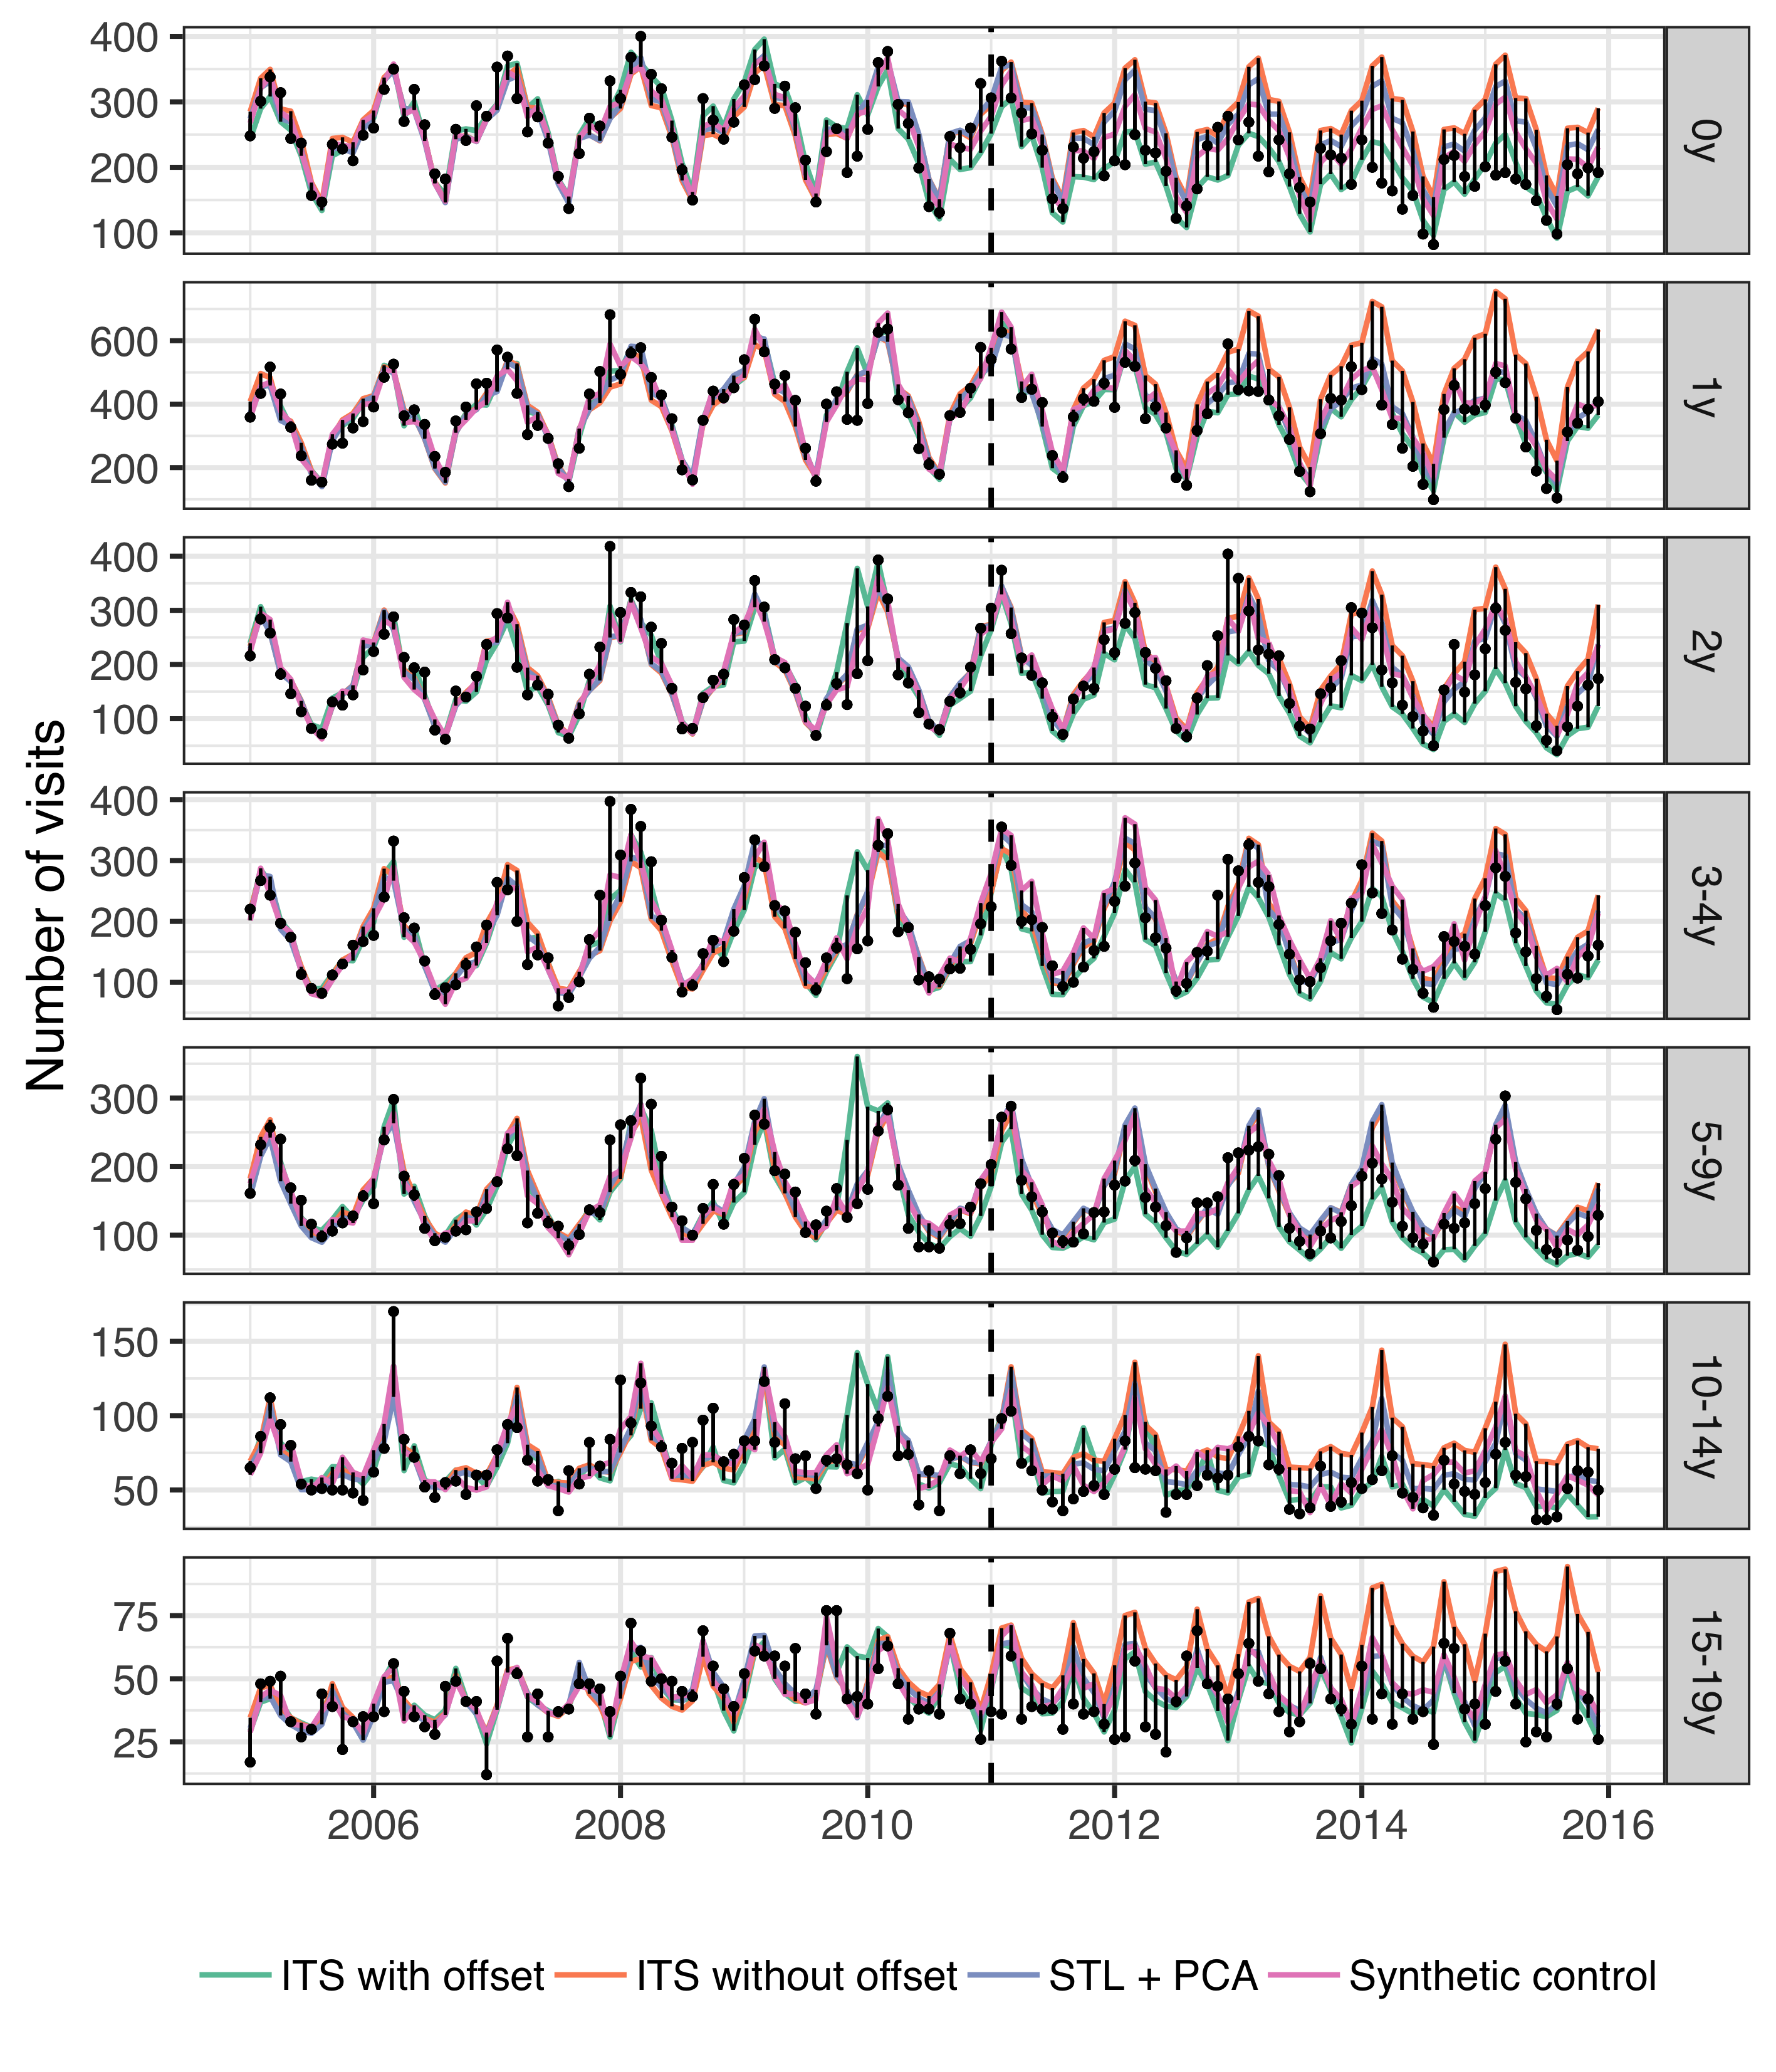 Number of visits
400
300
200
100
0y
600
400
200
1y
400
300
200
100
2y
400
300
200
100
3-4y
300
200
100
5-9y
150
100
50
10-14y
75
50
25
15-19y
2006 2008 2010 2012 2014 2016
ITS with offset ITS without offset STL + PCA Synthetic control